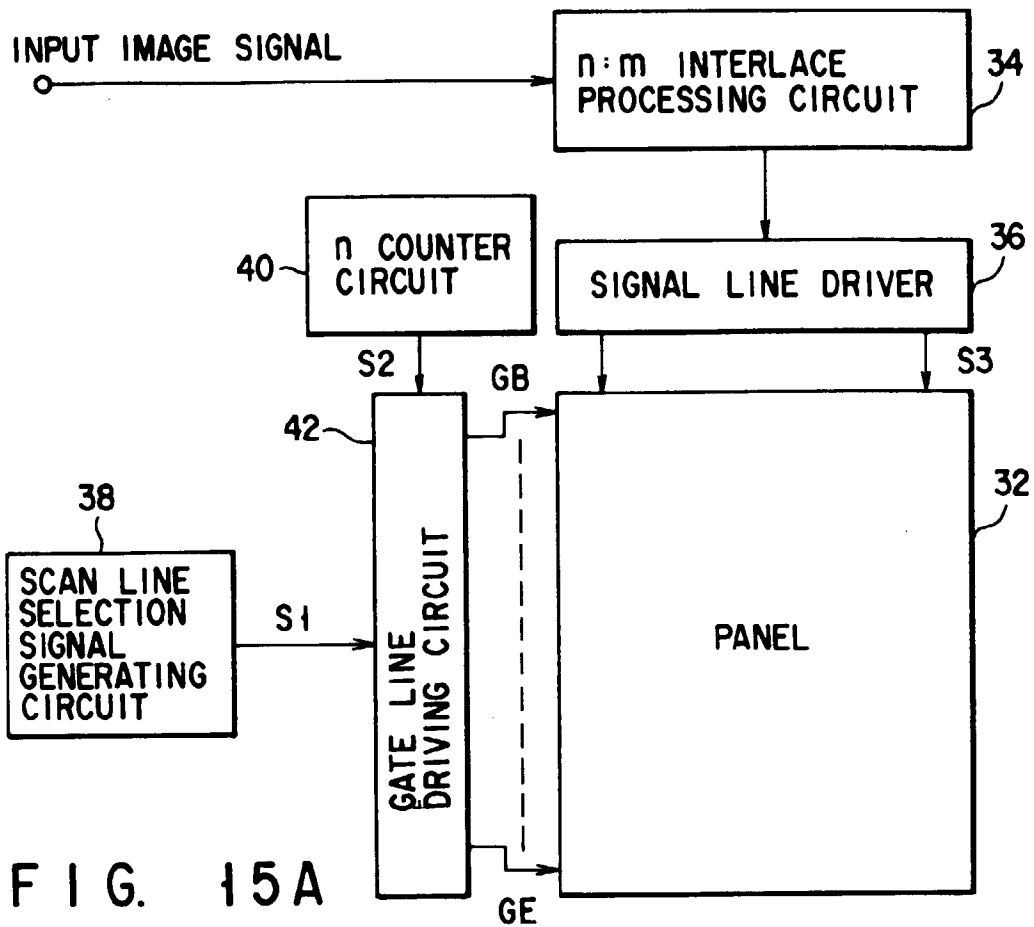 INPUT IMAGE SIGNAL
n:m INTERLACE
PROCESSING CIRCUIT
34
n COUNTER
CIRCUIT
40
SIGNAL LINE DRIVER
36
S2
GB
S3
42
38
SCAN LINE
SELECTION
SIGNAL
GENERATING
CIRCUIT
S1
GATE LINE
DRIVING CIRCUIT
PANEL
32
GE
FIG. 15A